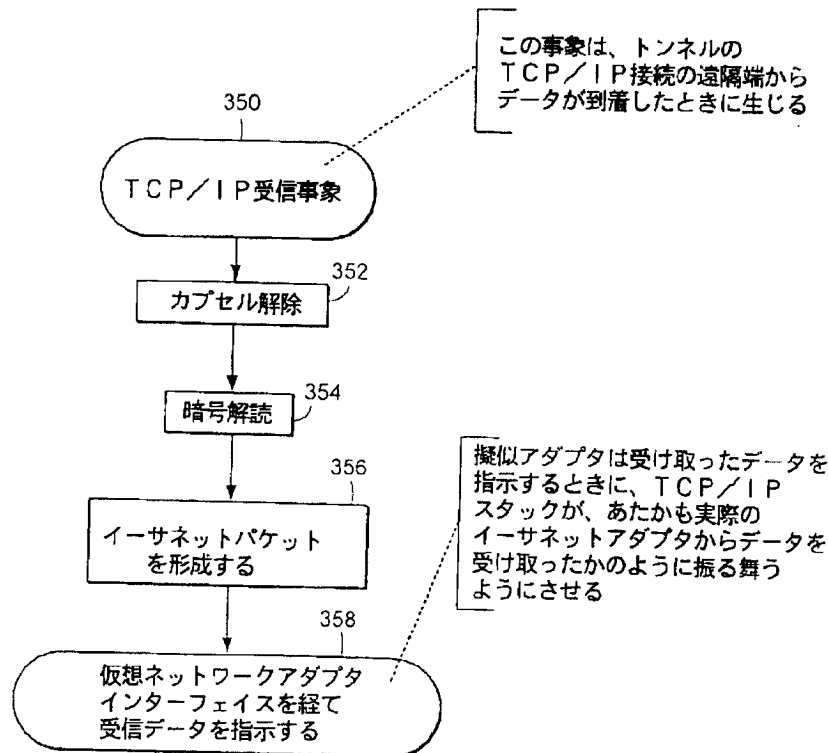 この事象は、トンネルの
TCP/IP接続の遠隔端から
データが到着したときに生じる
350
TCP/IP受信事象
352
カプセル解除
354
暗号解読
356
イーサネットパケット
を形成する
擬似アダプタは受け取ったデータを
指示するときに、TCP/IP
スタックが、あたかも実際の
イーサネットアダプタからデータを
受け取ったかのように振る舞う
ようにさせる
358
仮想ネットワークアダプタ
インターフェイスを経て
受信データを指示する